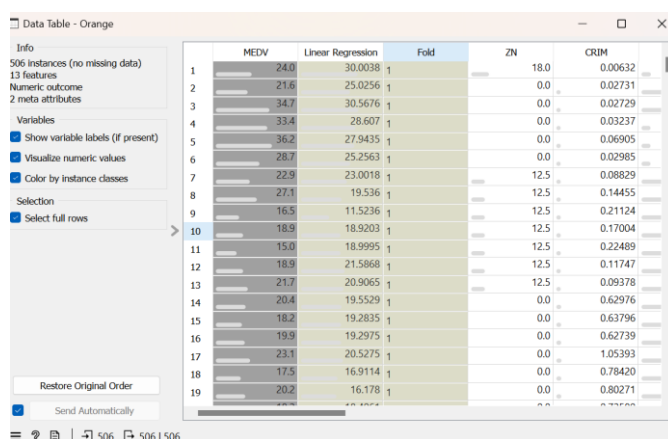 Data Table - Orange
Info
506 instances (no missing data)
13 features
Numeric outcome
2 meta attributes
Variables
Show variable labels (if present)
Visualize numeric values
Color by instance classes
Selection
Select full rows
Restore Original Order
Send Automatically
506 506 | 506
MEDV Linear Regression Fold ZN CRIM
1 24.0 30.0038 1 18.0 0.00632
2 21.6 25.0256 1 0.0 0.02731
3 34.7 30.5676 1 0.0 0.02729
4 33.4 28.607 1 0.0 0.03237
5 36.2 27.9435 1 0.0 0.06905
6 28.7 25.2563 1 0.0 0.02985
7 22.9 23.0018 1 12.5 0.08829
8 27.1 19.536 1 12.5 0.14455
9 16.5 11.5236 1 12.5 0.21124
10 18.9 18.9203 1 12.5 0.17004
11 15.0 18.9995 1 12.5 0.22489
12 18.9 21.5868 1 12.5 0.11747
13 21.7 20.9065 1 12.5 0.09378
14 20.4 19.5529 1 0.0 0.62976
15 18.2 19.2835 1 0.0 0.63796
16 19.9 19.2975 1 0.0 0.62739
17 23.1 20.5275 1 0.0 1.05393
18 17.5 16.9114 1 0.0 0.78420
19 20.2 16.178 1 0.0 0.80271